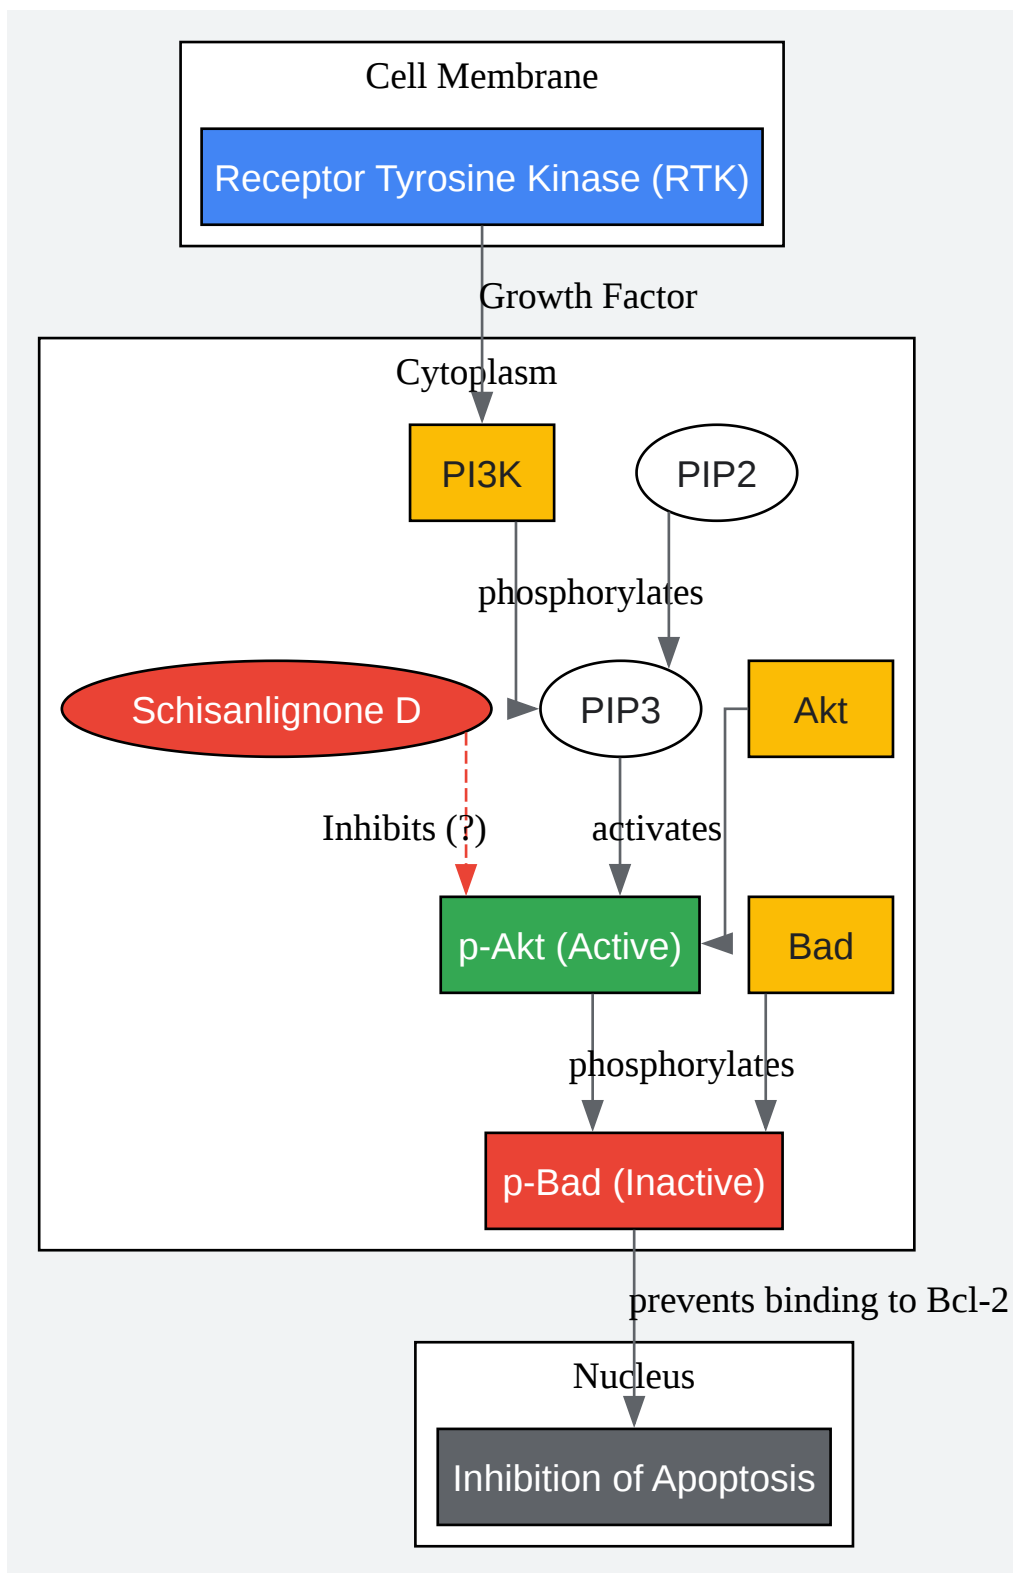 Cell Membrane
Receptor Tyrosine Kinase (RTK)
Growth Factor
Cytoplasm
PI3K
PIP2
phosphorylates
Schisanlignone D
PIP3
Akt
Inhibits (?)
activates
p-Akt (Active)
Bad
phosphorylates
p-Bad (Inactive)
prevents binding to Bcl-2
Nucleus
Inhibition of Apoptosis